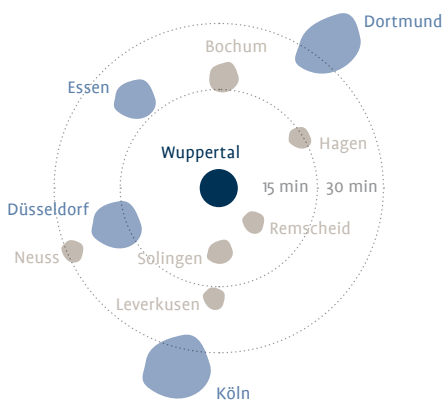 Dortmund
Bochum
Essen
Hagen
Wuppertal
15 min
30 min
Düsseldorf
Remscheid
Neuss
Solingen
Leverkusen
Köln